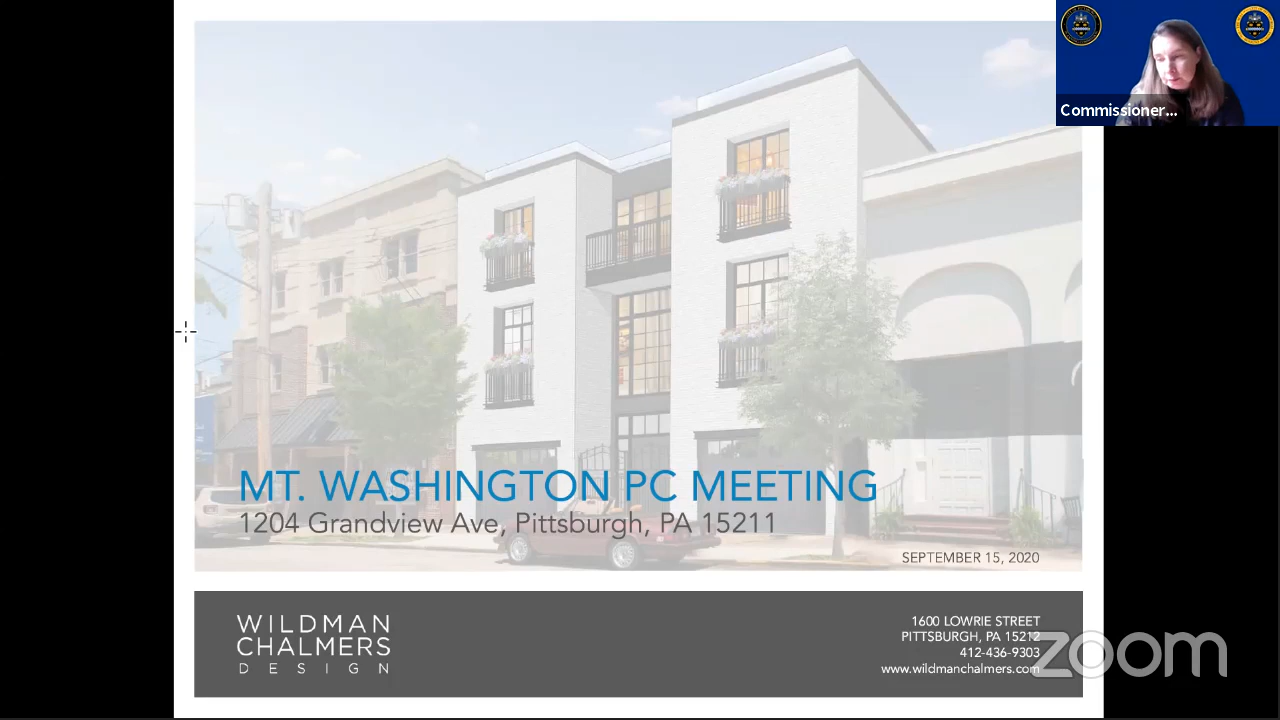 Commissioner...
MT. WASHINGTON PC MEETING
1204 Grandview Ave, Pittsburgh, PA 15211
SEPTEMBER 15, 2020
WILDMAN
CHALMERS
DESIGN
1600 LOWRIE STREET
PITTSBURGH, PA 15212
412-436-9303
www.wildmanchalmers.com
zoom